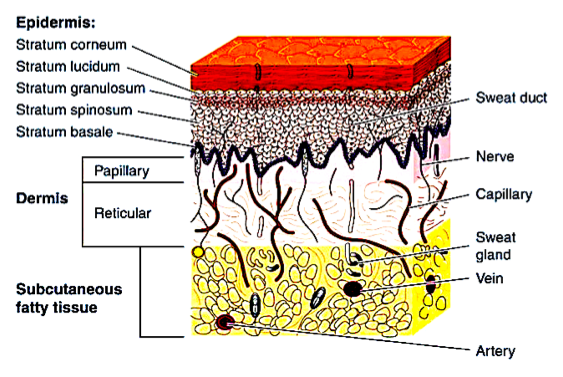 Epidermis:
Stratum corneum
Stratum lucidum
Stratum granulosum
Stratum spinosum
Stratum basale
Dermis
Papillary
Reticular
Subcutaneous
fatty tissue
Sweat duct
Nerve
Capillary
Sweat
gland
Vein
Artery